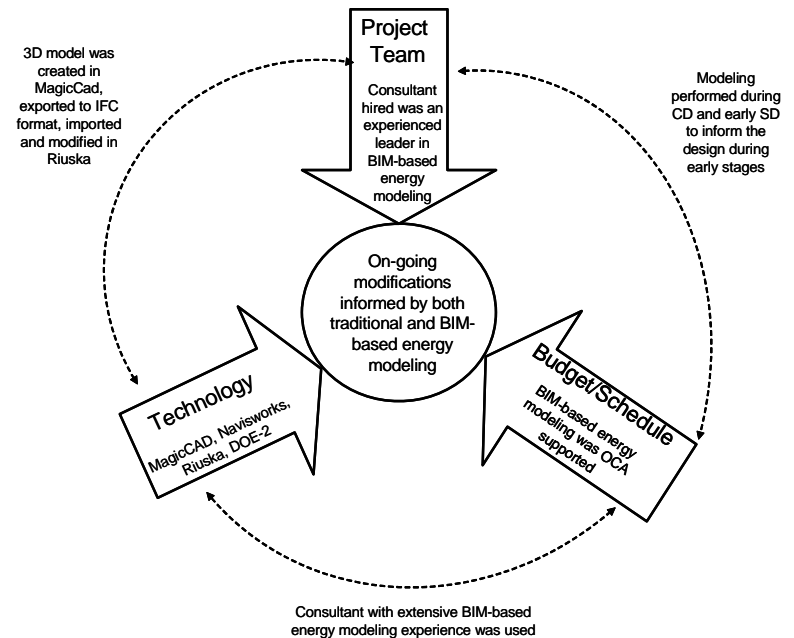 Project
Team
Consultant
hired was an
experienced
leader in
BIM-based
energy
modeling
3D model was
created in
MagicCad,
exported to IFC
format, imported
and modified in
Riuska
Modeling
performed during
CD and early SD
to inform the
design during
early stages
On-going
modifications
informed by both
traditional and BIM-
based energy
modeling
Technology
MagicCAD, Navisworks,
Riuska, DOE-2
Budget/Schedule
BIM-based energy
modeling was OCA
supported
Consultant with extensive BIM-based
energy modeling experience was used